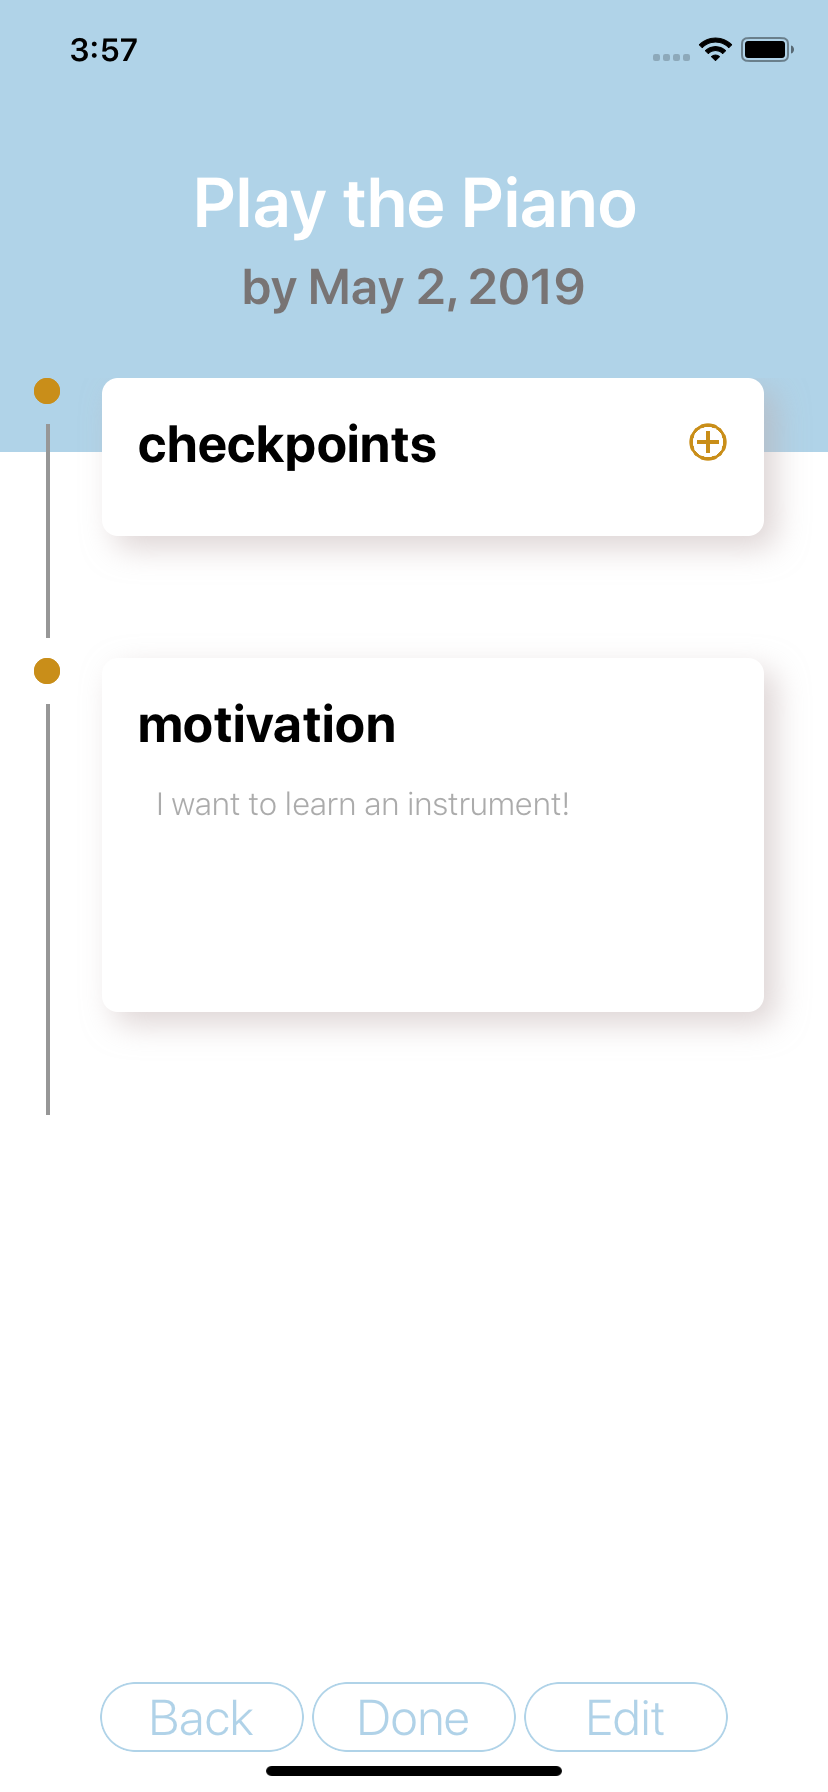 3:57
Play the Piano
by May 2, 2019
checkpoints
motivation
I want to learn an instrument!
Back Done Edit